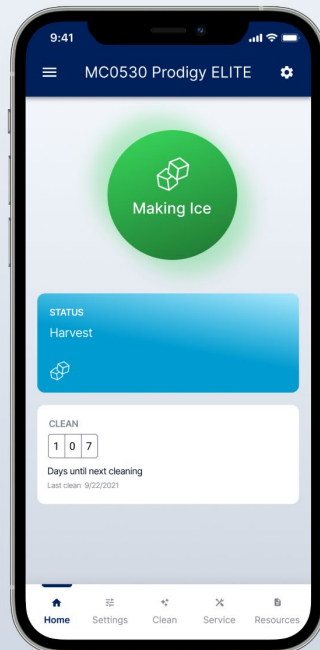 9:41
MC0530 Prodigy ELITE
Making Ice
STATUS
Harvest
CLEAN
1 0 7
Days until next cleaning
Last clean 9/22/2021
Home Settings Clean Service Resources